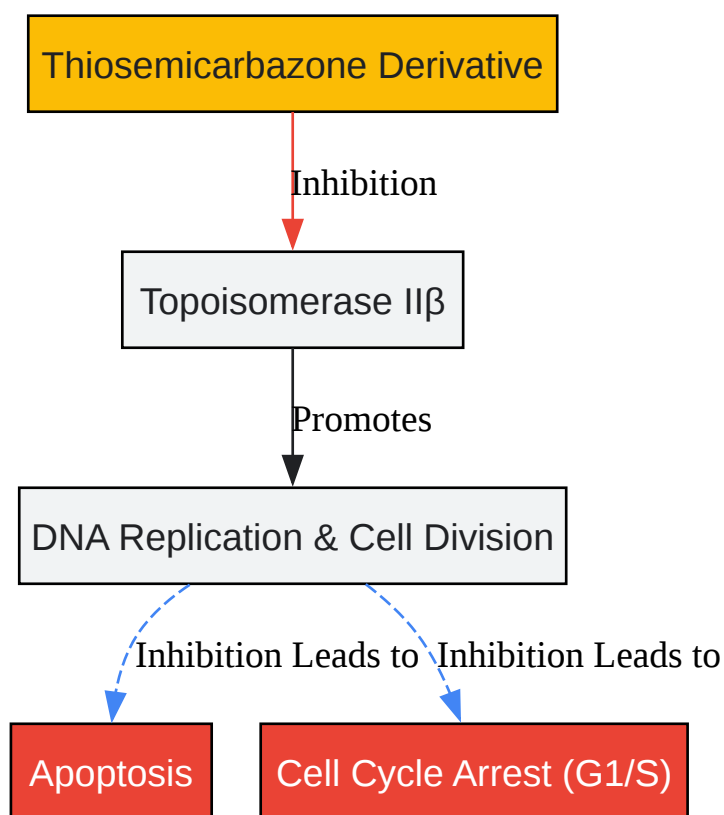 Thiosemicarbazone Derivative
Inhibition
Topoisomerase IIβ
Promotes
DNA Replication & Cell Division
Inhibition Leads to
Inhibition Leads to
Apoptosis
Cell Cycle Arrest (G1/S)